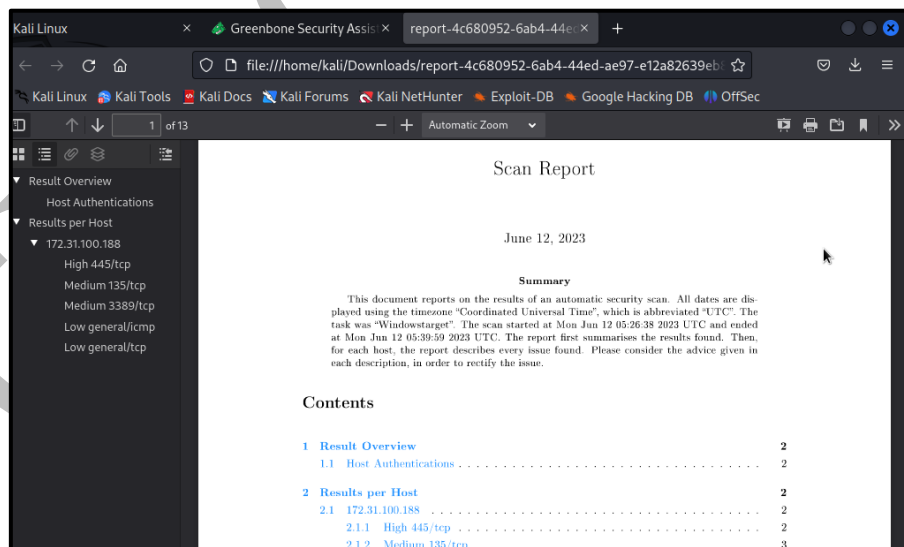 Kali Linux
Greenbone Security Assis
report-4c680952-6ab4-44ec
file:///home/kali/Downloads/report-4c680952-6ab4-44ed-ae97-e12a82639eb
Kali Linux Kali Tools Kali Docs Kali Forums Kali NetHunter Exploit-DB Google Hacking DB OffSec
1 of 13 Automatic Zoom
Result Overview
Host Authentications
Results per Host
172.31.100.188
High 445/tcp
Medium 135/tcp
Medium 3389/tcp
Low general/icmp
Low general/tcp
Scan Report
June 12, 2023
Summary
This document reports on the results of an automatic security scan. All dates are dis-
played using the timezone “Coordinated Universal Time”, which is abbreviated “UTC”. The
task was “Windowstarget”. The scan started at Mon Jun 12 05:26:38 2023 UTC and ended
at Mon Jun 12 05:39:59 2023 UTC. The report first summarises the results found. Then,
for each host, the report describes every issue found. Please consider the advice given in
each description, in order to rectify the issue.
Contents
1 Result Overview 2
1.1 Host Authentications . . . . . . . . . . . . . . . . . . . . . . . . . . . . . . . . 2
2 Results per Host 2
2.1 172.31.100.188 . . . . . . . . . . . . . . . . . . . . . . . . . . . . . . . . . . . 2
2.1.1 High 445/tcp . . . . . . . . . . . . . . . . . . . . . . . . . . . . . . . . 2
2.1.2 Medium 135/tcp 3